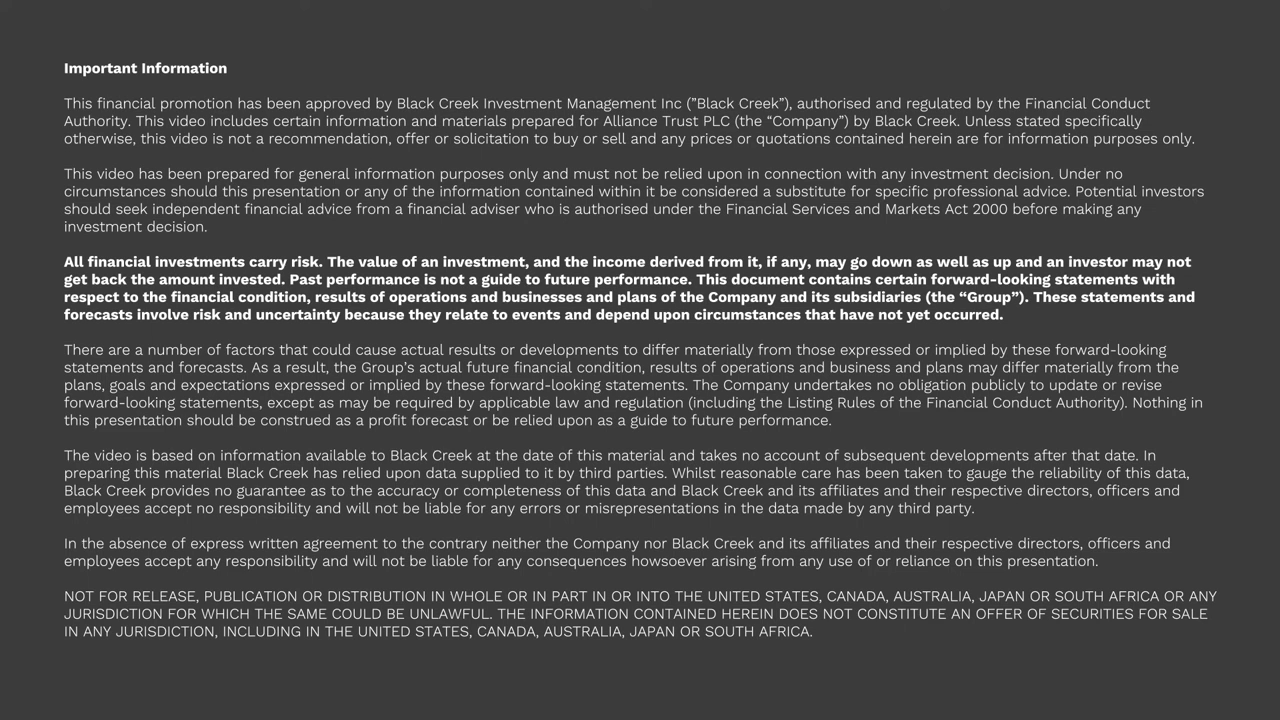 Important Information
This financial promotion has been approved by Black Creek Investment Management Inc (”Black Creek”), authorised and regulated by the Financial Conduct
Authority. This video includes certain information and materials prepared for Alliance Trust PLC (the “Company”) by Black Creek. Unless stated specifically
otherwise, this video is not a recommendation, offer or solicitation to buy or sell and any prices or quotations contained herein are for information purposes only.
This video has been prepared for general information purposes only and must not be relied upon in connection with any investment decision. Under no
circumstances should this presentation or any of the information contained within it be considered a substitute for specific professional advice. Potential investors
should seek independent financial advice from a financial adviser who is authorised under the Financial Services and Markets Act 2000 before making any
investment decision.
All financial investments carry risk. The value of an investment, and the income derived from it, if any, may go down as well as up and an investor may not
get back the amount invested. Past performance is not a guide to future performance. This document contains certain forward-looking statements with
respect to the financial condition, results of operations and businesses and plans of the Company and its subsidiaries (the “Group”). These statements and
forecasts involve risk and uncertainty because they relate to events and depend upon circumstances that have not yet occurred.
There are a number of factors that could cause actual results or developments to differ materially from those expressed or implied by these forward-looking
statements and forecasts. As a result, the Group’s actual future financial condition, results of operations and business and plans may differ materially from the
plans, goals and expectations expressed or implied by these forward-looking statements. The Company undertakes no obligation publicly to update or revise
forward-looking statements, except as may be required by applicable law and regulation (including the Listing Rules of the Financial Conduct Authority). Nothing in
this presentation should be construed as a profit forecast or be relied upon as a guide to future performance.
The video is based on information available to Black Creek at the date of this material and takes no account of subsequent developments after that date. In
preparing this material Black Creek has relied upon data supplied to it by third parties. Whilst reasonable care has been taken to gauge the reliability of this data,
Black Creek provides no guarantee as to the accuracy or completeness of this data and Black Creek and its affiliates and their respective directors, officers and
employees accept no responsibility and will not be liable for any errors or misrepresentations in the data made by any third party.
In the absence of express written agreement to the contrary neither the Company nor Black Creek and its affiliates and their respective directors, officers and
employees accept any responsibility and will not be liable for any consequences howsoever arising from any use of or reliance on this presentation.
NOT FOR RELEASE, PUBLICATION OR DISTRIBUTION IN WHOLE OR IN PART IN OR INTO THE UNITED STATES, CANADA, AUSTRALIA, JAPAN OR SOUTH AFRICA OR ANY
JURISDICTION FOR WHICH THE SAME COULD BE UNLAWFUL. THE INFORMATION CONTAINED HEREIN DOES NOT CONSTITUTE AN OFFER OF SECURITIES FOR SALE
IN ANY JURISDICTION, INCLUDING IN THE UNITED STATES, CANADA, AUSTRALIA, JAPAN OR SOUTH AFRICA.